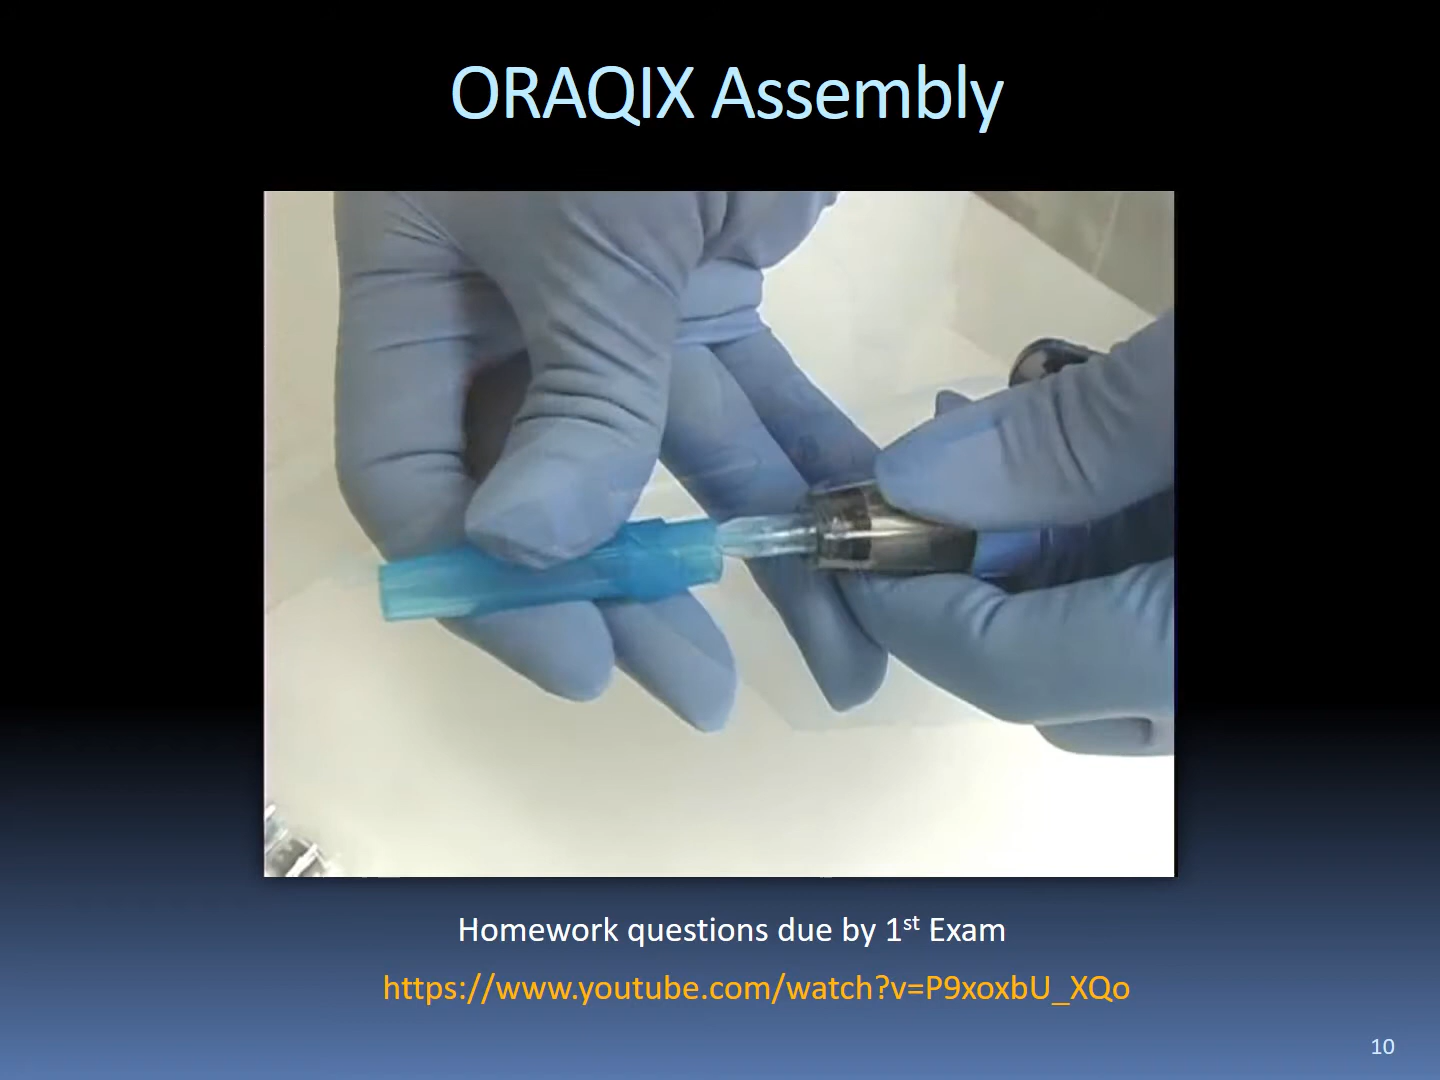 ORAQIX Assembly
Homework questions due by 1st Exam
https://www.youtube.com/watch?v=P9xoxbU_XQo
10